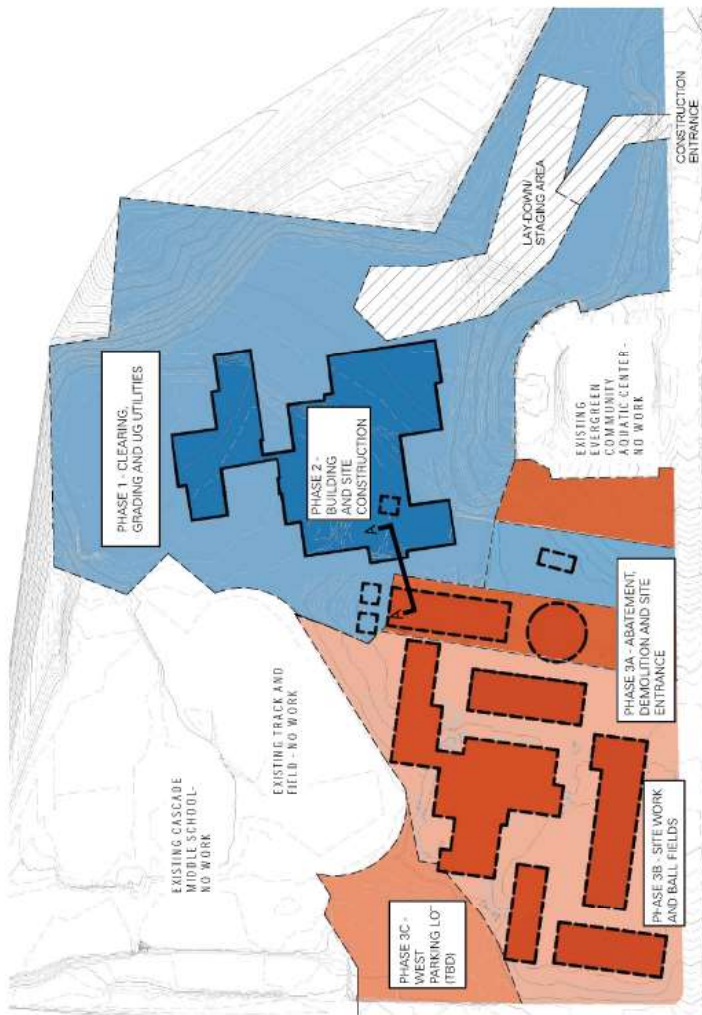 PHASE 1 - CLEARING,
GRADING AND UG UTILITIES
PHASE 2 -
BUILDING
AND SITE
CONSTRUCTION
LAY-DOWN/
STAGING AREA
CONSTRUCTION
ENTRANCE
EXISTING
EVERGREEN
COMMUNITY
AQUATIC CENTER-
NO WORK
EXISTING CASCADE
MIDDLE SCHOOL-
NO WORK
EXISTING TRACK AND
FIELD - NO WORK
PHASE 3A - ABATEMENT,
DEMOLITION AND SITE
ENTRANCE
PHASE 3C -
WEST
PARKING LO
(TBD)
PHASE 3B - SITE WORK
AND BALL FIELDS